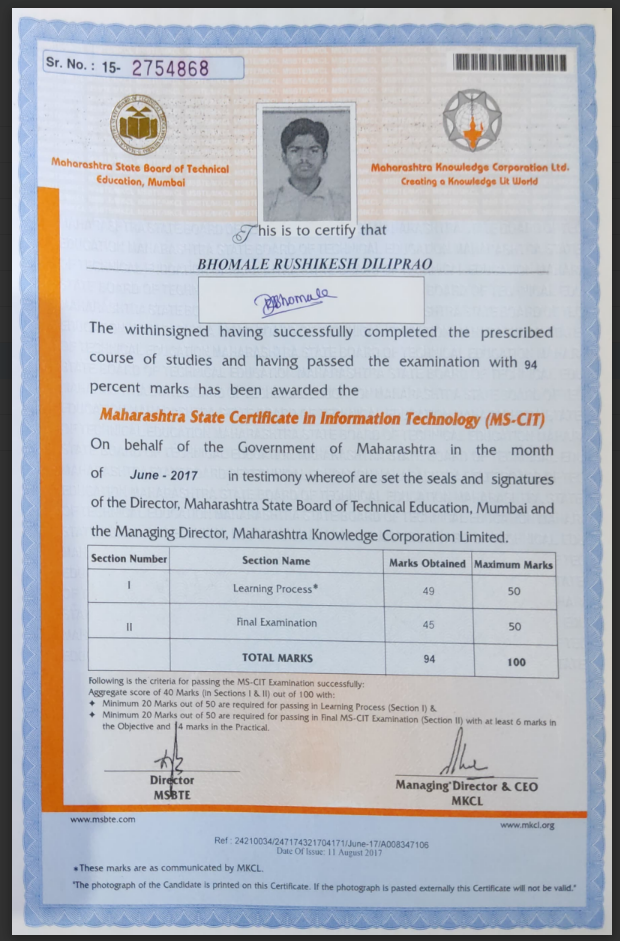 Sr. No. : 15- 2754868
Maharashtra State Board of Technical
Education, Mumbai
Maharashtra Knowledge Corporation Ltd.
Creating a Knowledge Lit World
This is to certify that
BHOMALE RUSHIKESH DILIPRAO
Bhomale
The withinsigned having successfully completed the prescribed
course of studies and having passed the examination with 94
percent marks has been awarded the
Maharashtra State Certificate in Information Technology (MS-CIT)
On behalf of the Government of Maharashtra in the month
of June - 2017 in testimony whereof are set the seals and signatures
of the Director, Maharashtra State Board of Technical Education, Mumbai and
the Managing Director, Maharashtra Knowledge Corporation Limited.
Section Number Section Name Marks Obtained Maximum Marks
I Learning Process* 49 50
II Final Examination 45 50
TOTAL MARKS 94 100
Following is the criteria for passing the MS-CIT Examination successfully:
Aggregate score of 40 Marks (in Sections I & II) out of 100 with:
✦ Minimum 20 Marks out of 50 are required for passing in Learning Process (Section I) &
✦ Minimum 20 Marks out of 50 are required for passing in Final MS-CIT Examination (Section II) with at least 6 marks in
the Objective and 14 marks in the Practical.
Director
MSBTE
Managing Director & CEO
MKCL
www.msbte.com
www.mkcl.org
Ref : 24210034/247174321704171/June-17/A008347106
Date Of Issue: 11 August 2017
*These marks are as communicated by MKCL.
"The photograph of the Candidate is printed on this Certificate. If the photograph is pasted externally this Certificate will not be valid."